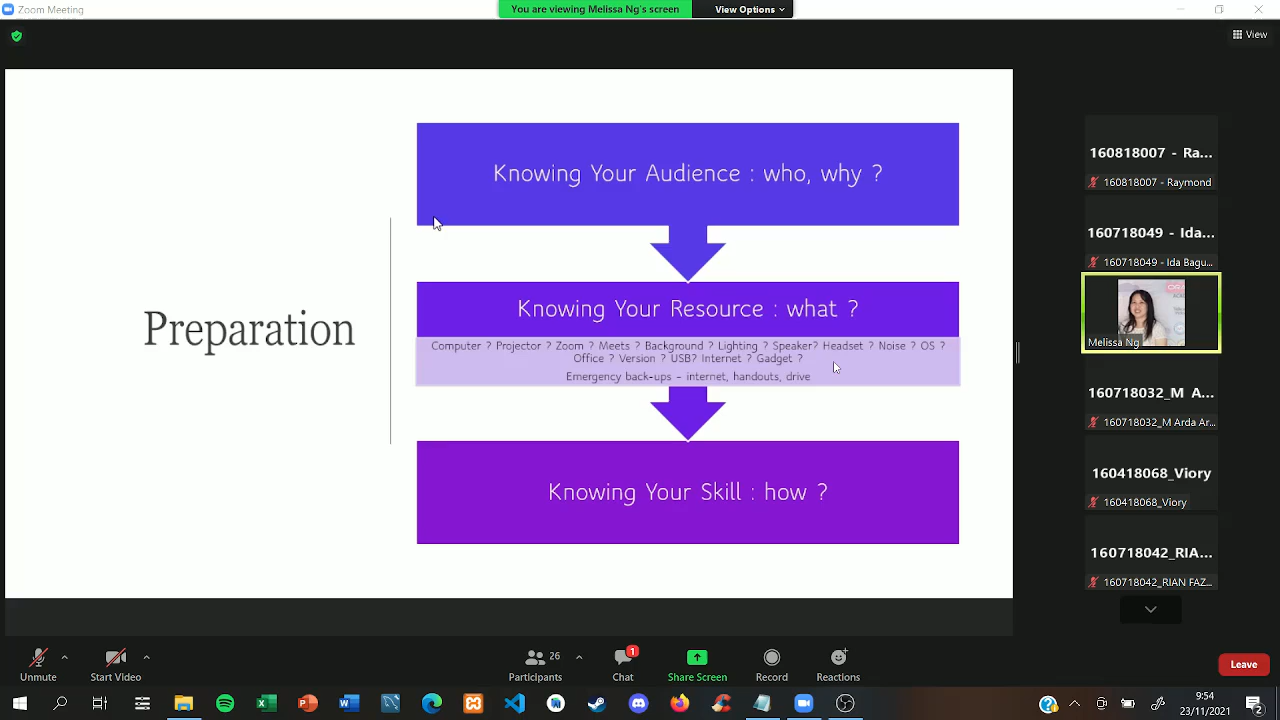 Zoom Meeting
You are viewing Melissa Ng's screen
View Options
View
Knowing Your Audience : who, why ?
Preparation
Knowing Your Resource : what ?
Computer ? Projector ? Zoom ? Meets ? Background ? Lighting ? Speaker? Headset ? Noise ? OS ?
Office ? Version ? USB? Internet ? Gadget ?
Emergency back-ups – internet, handouts, drive
Knowing Your Skill : how ?
160818007 - Ra...
160818007 - Raymond
160718049 - Ida...
160718049 - Ida Bagu...
Melissa Ng
160718032_M A...
160718032_M Arda Ar...
160418068_Viory
160418068_Viory
160718042_RIA...
160718042_RIAN FAZ...
Unmute
Start Video
26
Participants
1
Chat
Share Screen
Record
Reactions
Leave
9:54
23/11/2021
2